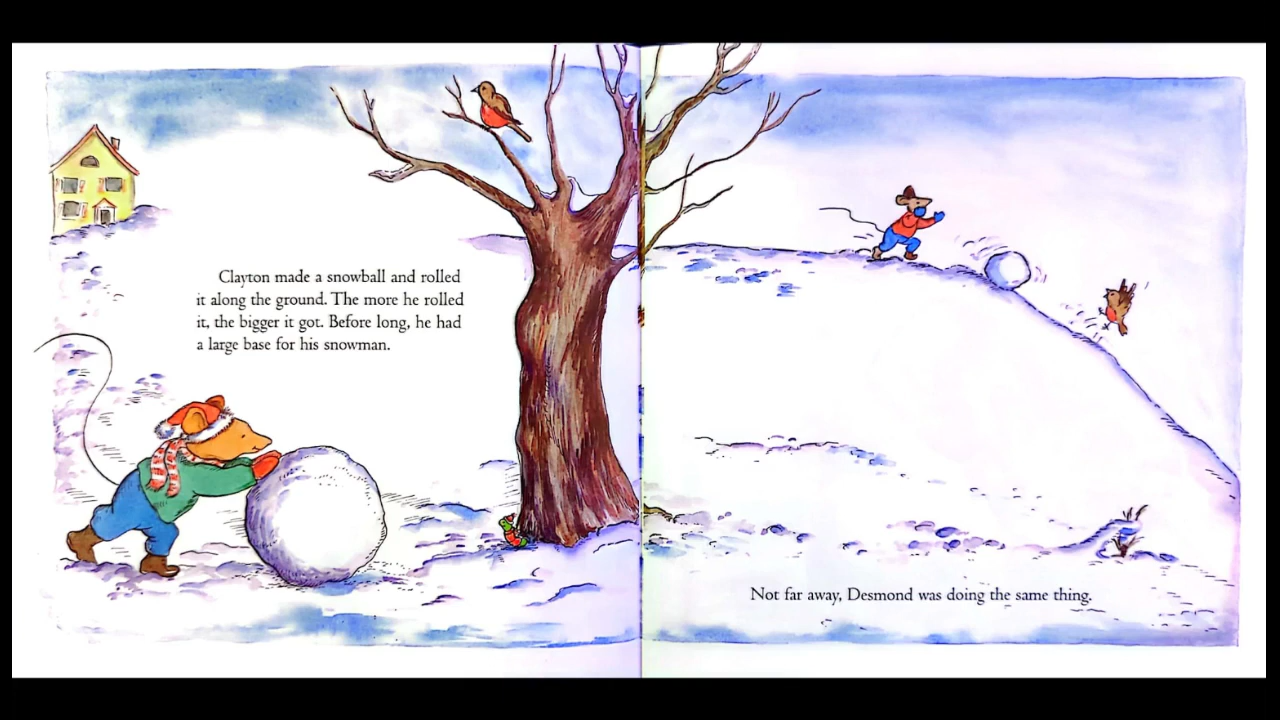 Clayton made a snowball and rolled
it along the ground. The more he rolled
it, the bigger it got. Before long, he had
a large base for his snowman.
Not far away, Desmond was doing the same thing.